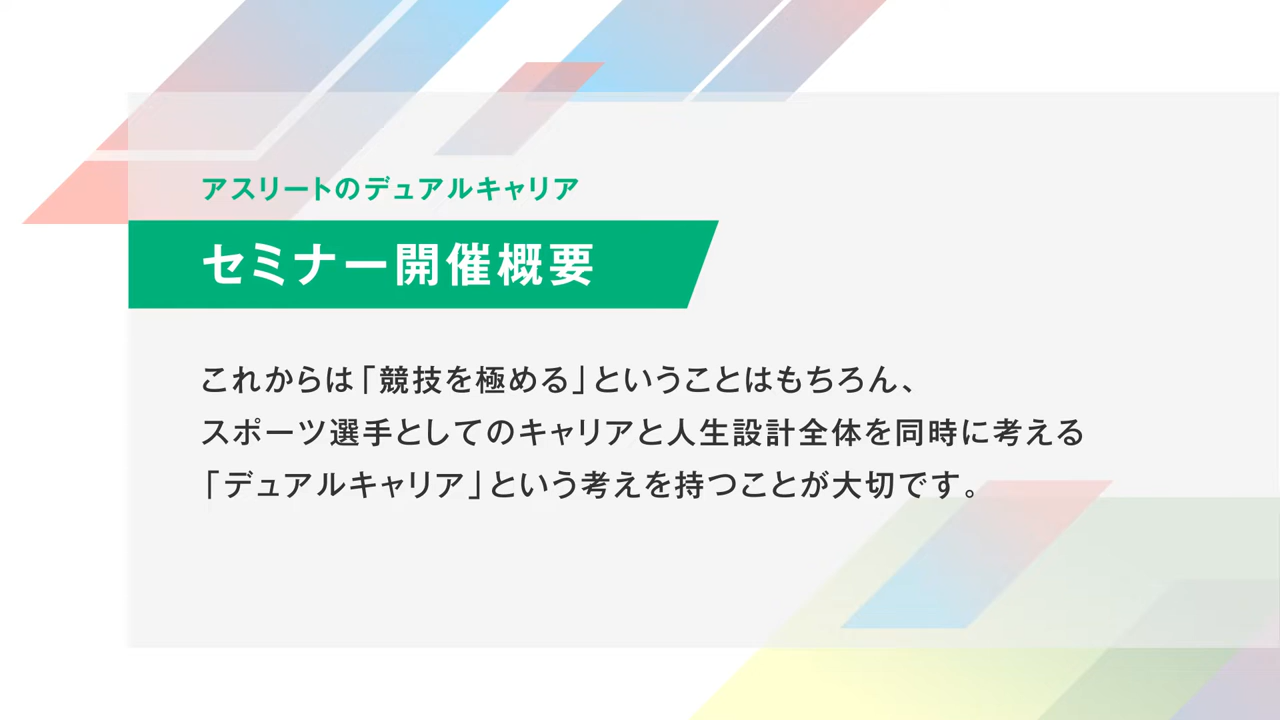 アスリートのデュアルキャリア
セミナー開催概要
これからは「競技を極める」ということはもちろん、
スポーツ選手としてのキャリアと人生設計全体を同時に考える
「デュアルキャリア」という考えを持つことが大切です。